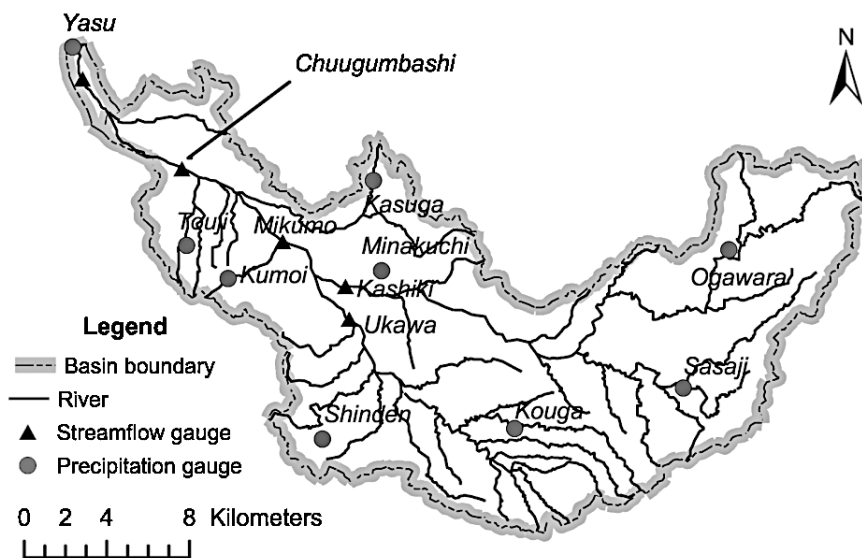 Yasu
N
Chuugumbashi
Kasuga
Touji
Mikumo
Minakuchi
Ogawara
Kumoi
Kashiki
Legend
Ukawa
Basin boundary
Sasaji
River
Shinden
Kouga
Streamflow gauge
Precipitation gauge
0 2 4 8 Kilometers